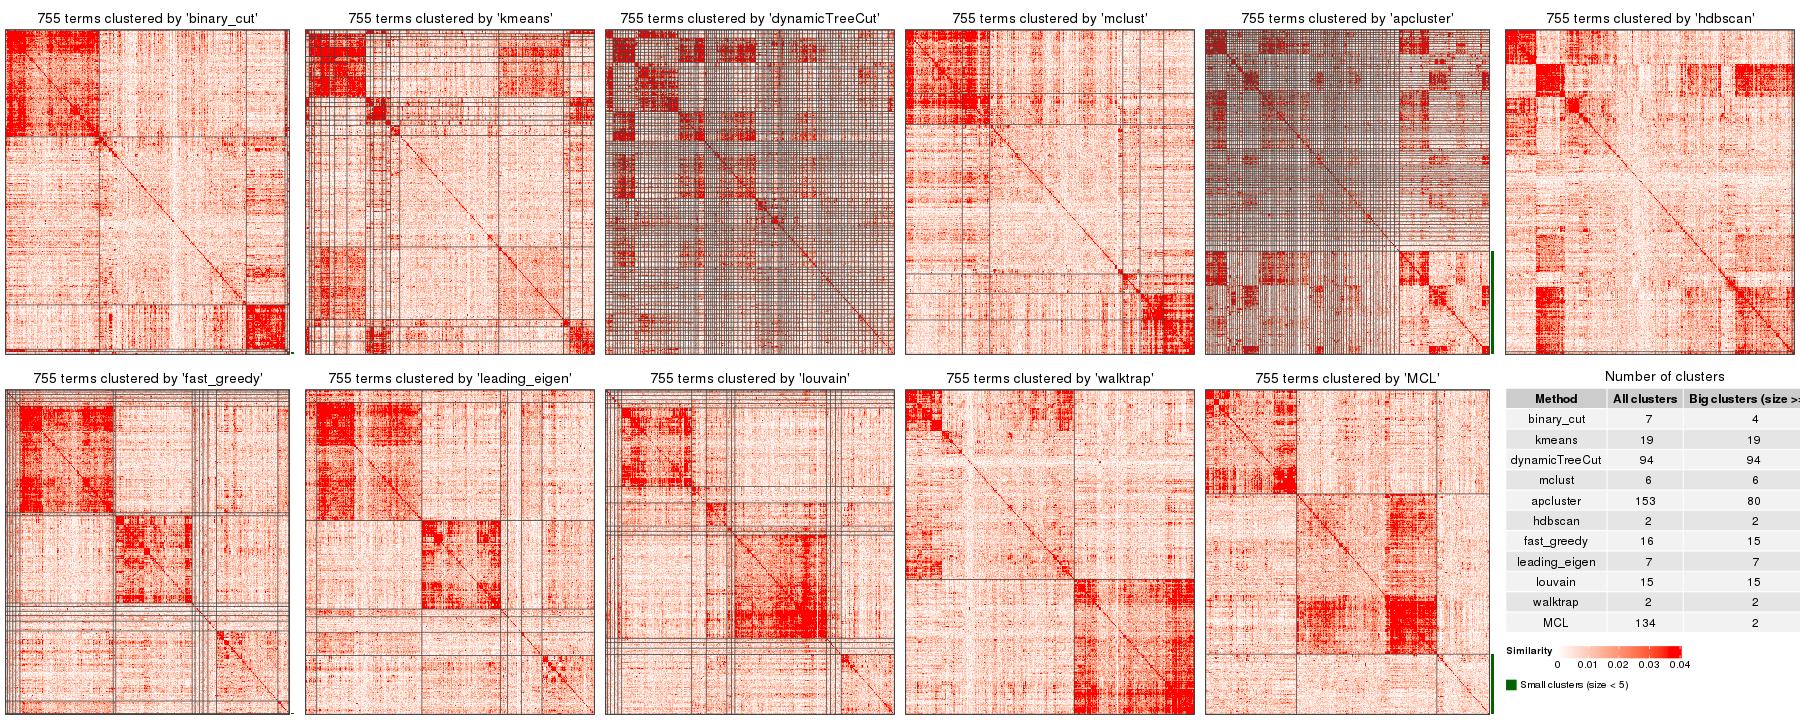 755 terms clustered by 'binary_cut'
755 terms clustered by 'kmeans'
755 terms clustered by 'dynamicTreeCut'
755 terms clustered by 'mclust'
755 terms clustered by 'apcluster'
755 terms clustered by 'hdbscan'
755 terms clustered by 'fast_greedy'
755 terms clustered by 'leading_eigen'
755 terms clustered by 'louvain'
755 terms clustered by 'walktrap'
755 terms clustered by 'MCL'
Number of clusters
Method All clusters Big clusters (size >=
binary_cut 7 4
kmeans 19 19
dynamicTreeCut 94 94
mclust 6 6
apcluster 153 80
hdbscan 2 2
fast_greedy 16 15
leading_eigen 7 7
louvain 15 15
walktrap 2 2
MCL 134 2
Similarity
0 0.01 0.02 0.03 0.04
Small clusters (size < 5)